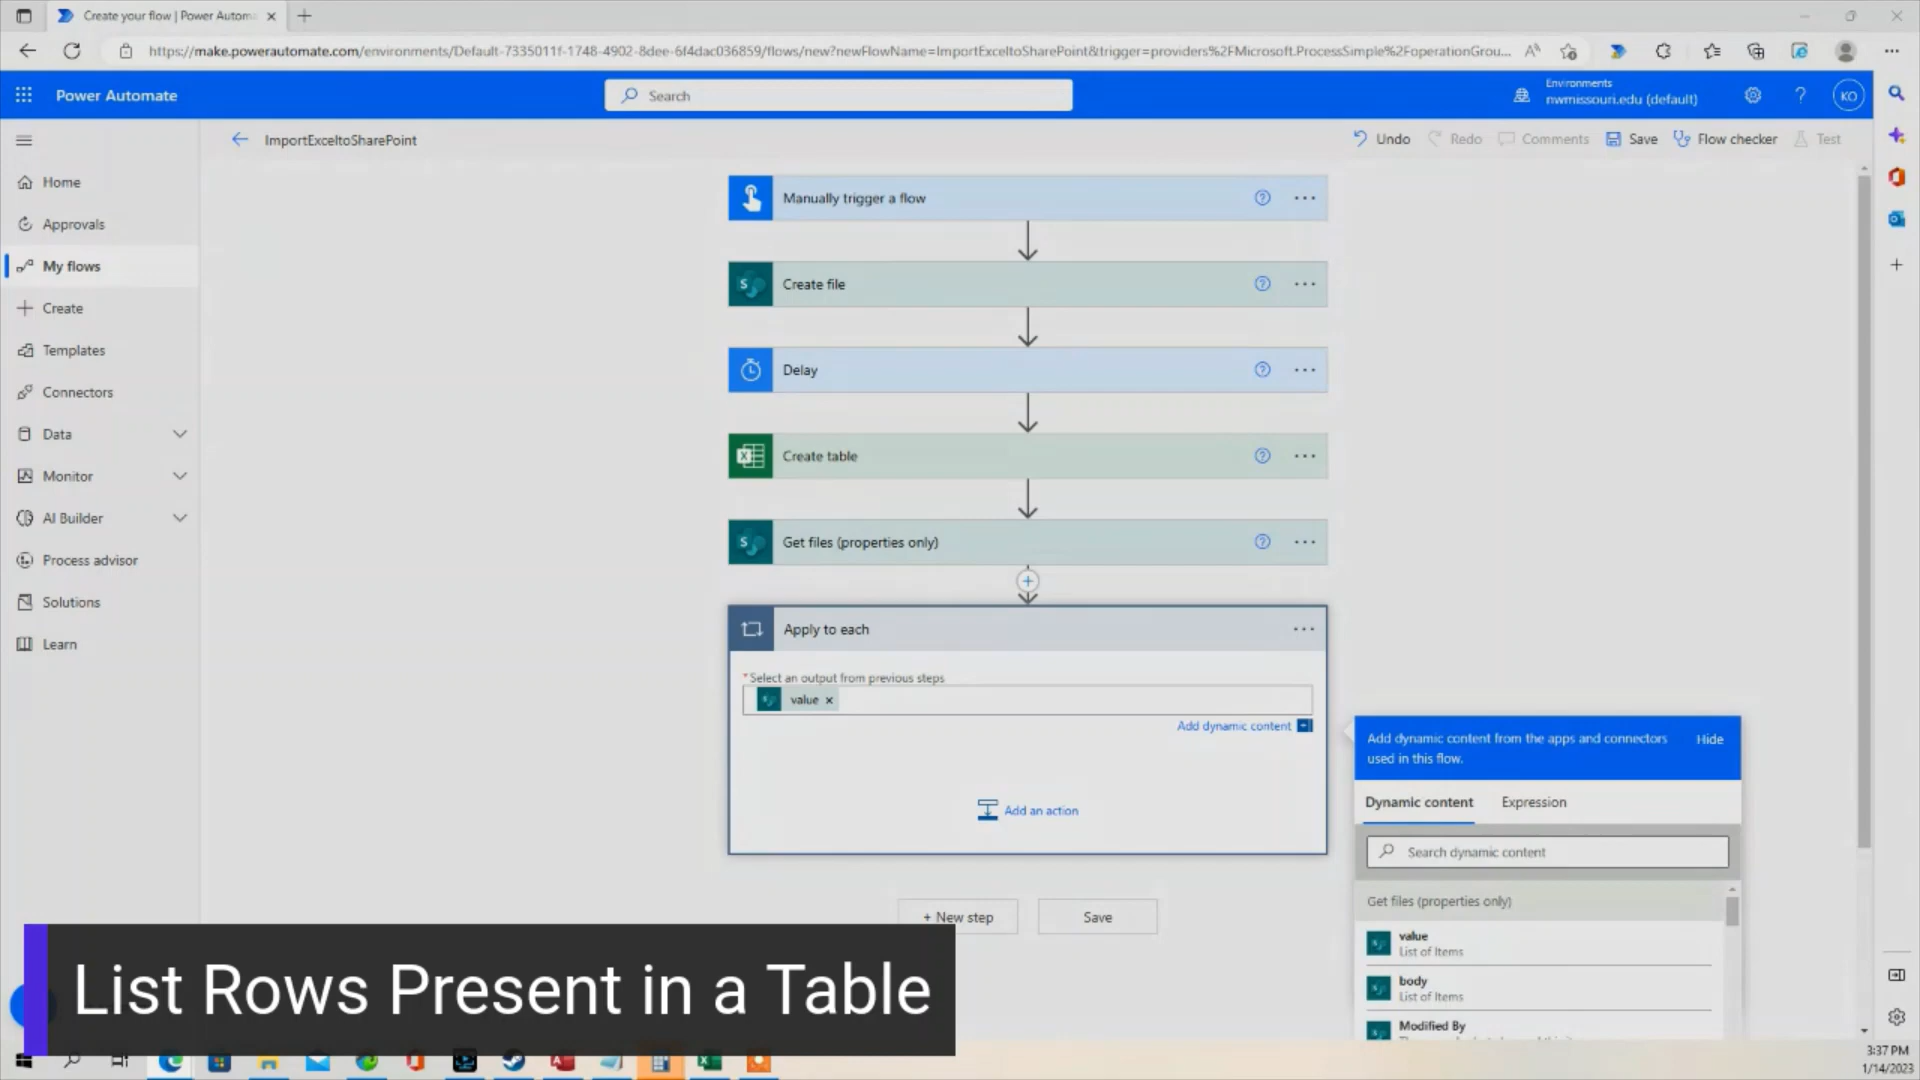 Create your flow | Power Autom
https://make.powerautomate.com/environments/Default-7335011f-1748-4902-8dee-6f4dac036859/flows/new?newFlowName=ImportExceltoSharePoint&trigger=providers%2FMicrosoft.ProcessSimple%2FoperationGrou...
Power Automate
Search
Environments
nwmissouri.edu (default)
KO
ImportExceltoSharePoint
Undo
Redo
Comments
Save
Flow checker
Test
Home
Approvals
My flows
Create
Templates
Connectors
Data
Monitor
AI Builder
Process advisor
Solutions
Learn
Manually trigger a flow
Create file
Delay
Create table
Get files (properties only)
Apply to each
*Select an output from previous steps
value
Add dynamic content
Add an action
+ New step
Save
Add dynamic content from the apps and connectors
used in this flow.
Hide
Dynamic content
Expression
Search dynamic content
Get files (properties only)
value
List of Items
body
List of Items
Modified By
List Rows Present in a Table
3:37 PM
1/14/2023